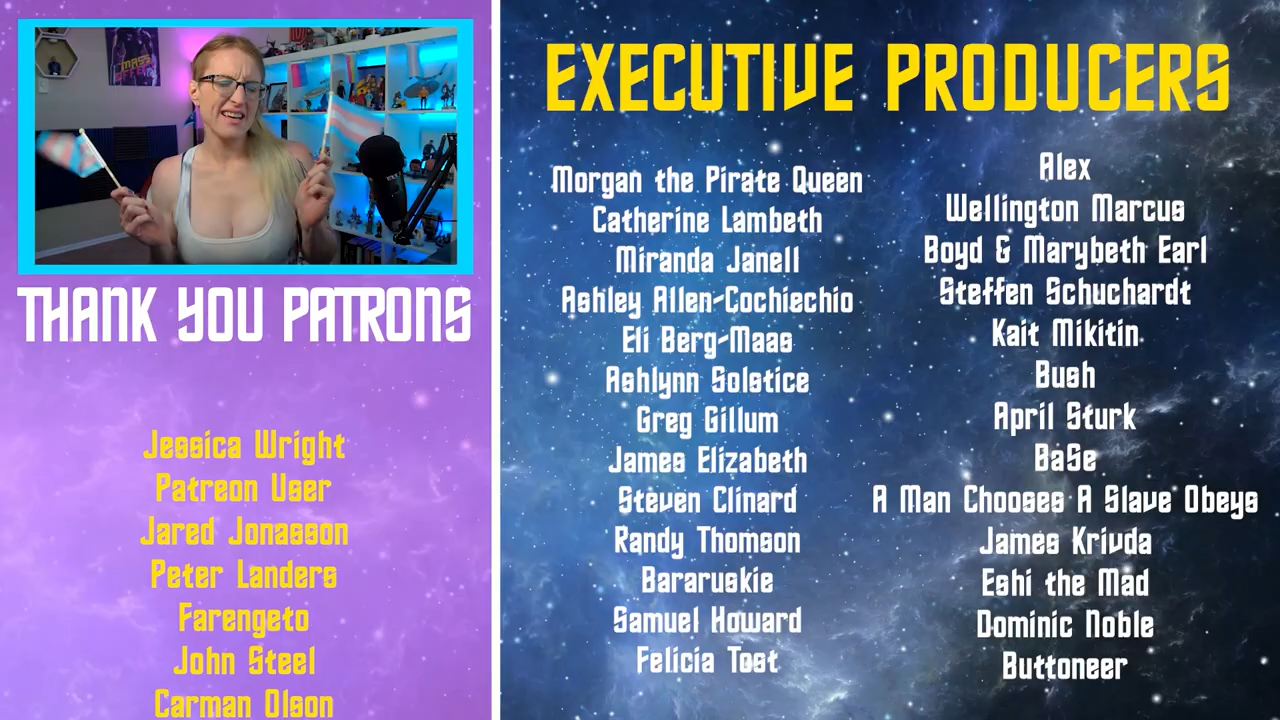 MASS
EFFECT
THANK YOU PATRONS
Jessica Wright
Patreon User
Jared Jonasson
Peter Landers
Farengeto
John Steel
Carman Olson
EXECUTIVE PRODUCERS
Morgan the Pirate Queen
Catherine Lambeth
Miranda Janell
Ashley Allen-Cochiechio
Eli Berg-Maas
Ashlynn Solstice
Greg Gillum
James Elizabeth
Steven Clinard
Randy Thomson
Bararuskie
Samuel Howard
Felicia Tost
Alex
Wellington Marcus
Boyd & Marybeth Earl
Steffen Schuchardt
Kait Mikitin
Bush
April Sturk
BaSe
A Man Chooses A Slave Obeys
James Krivda
Eshi the Mad
Dominic Noble
Buttoneer